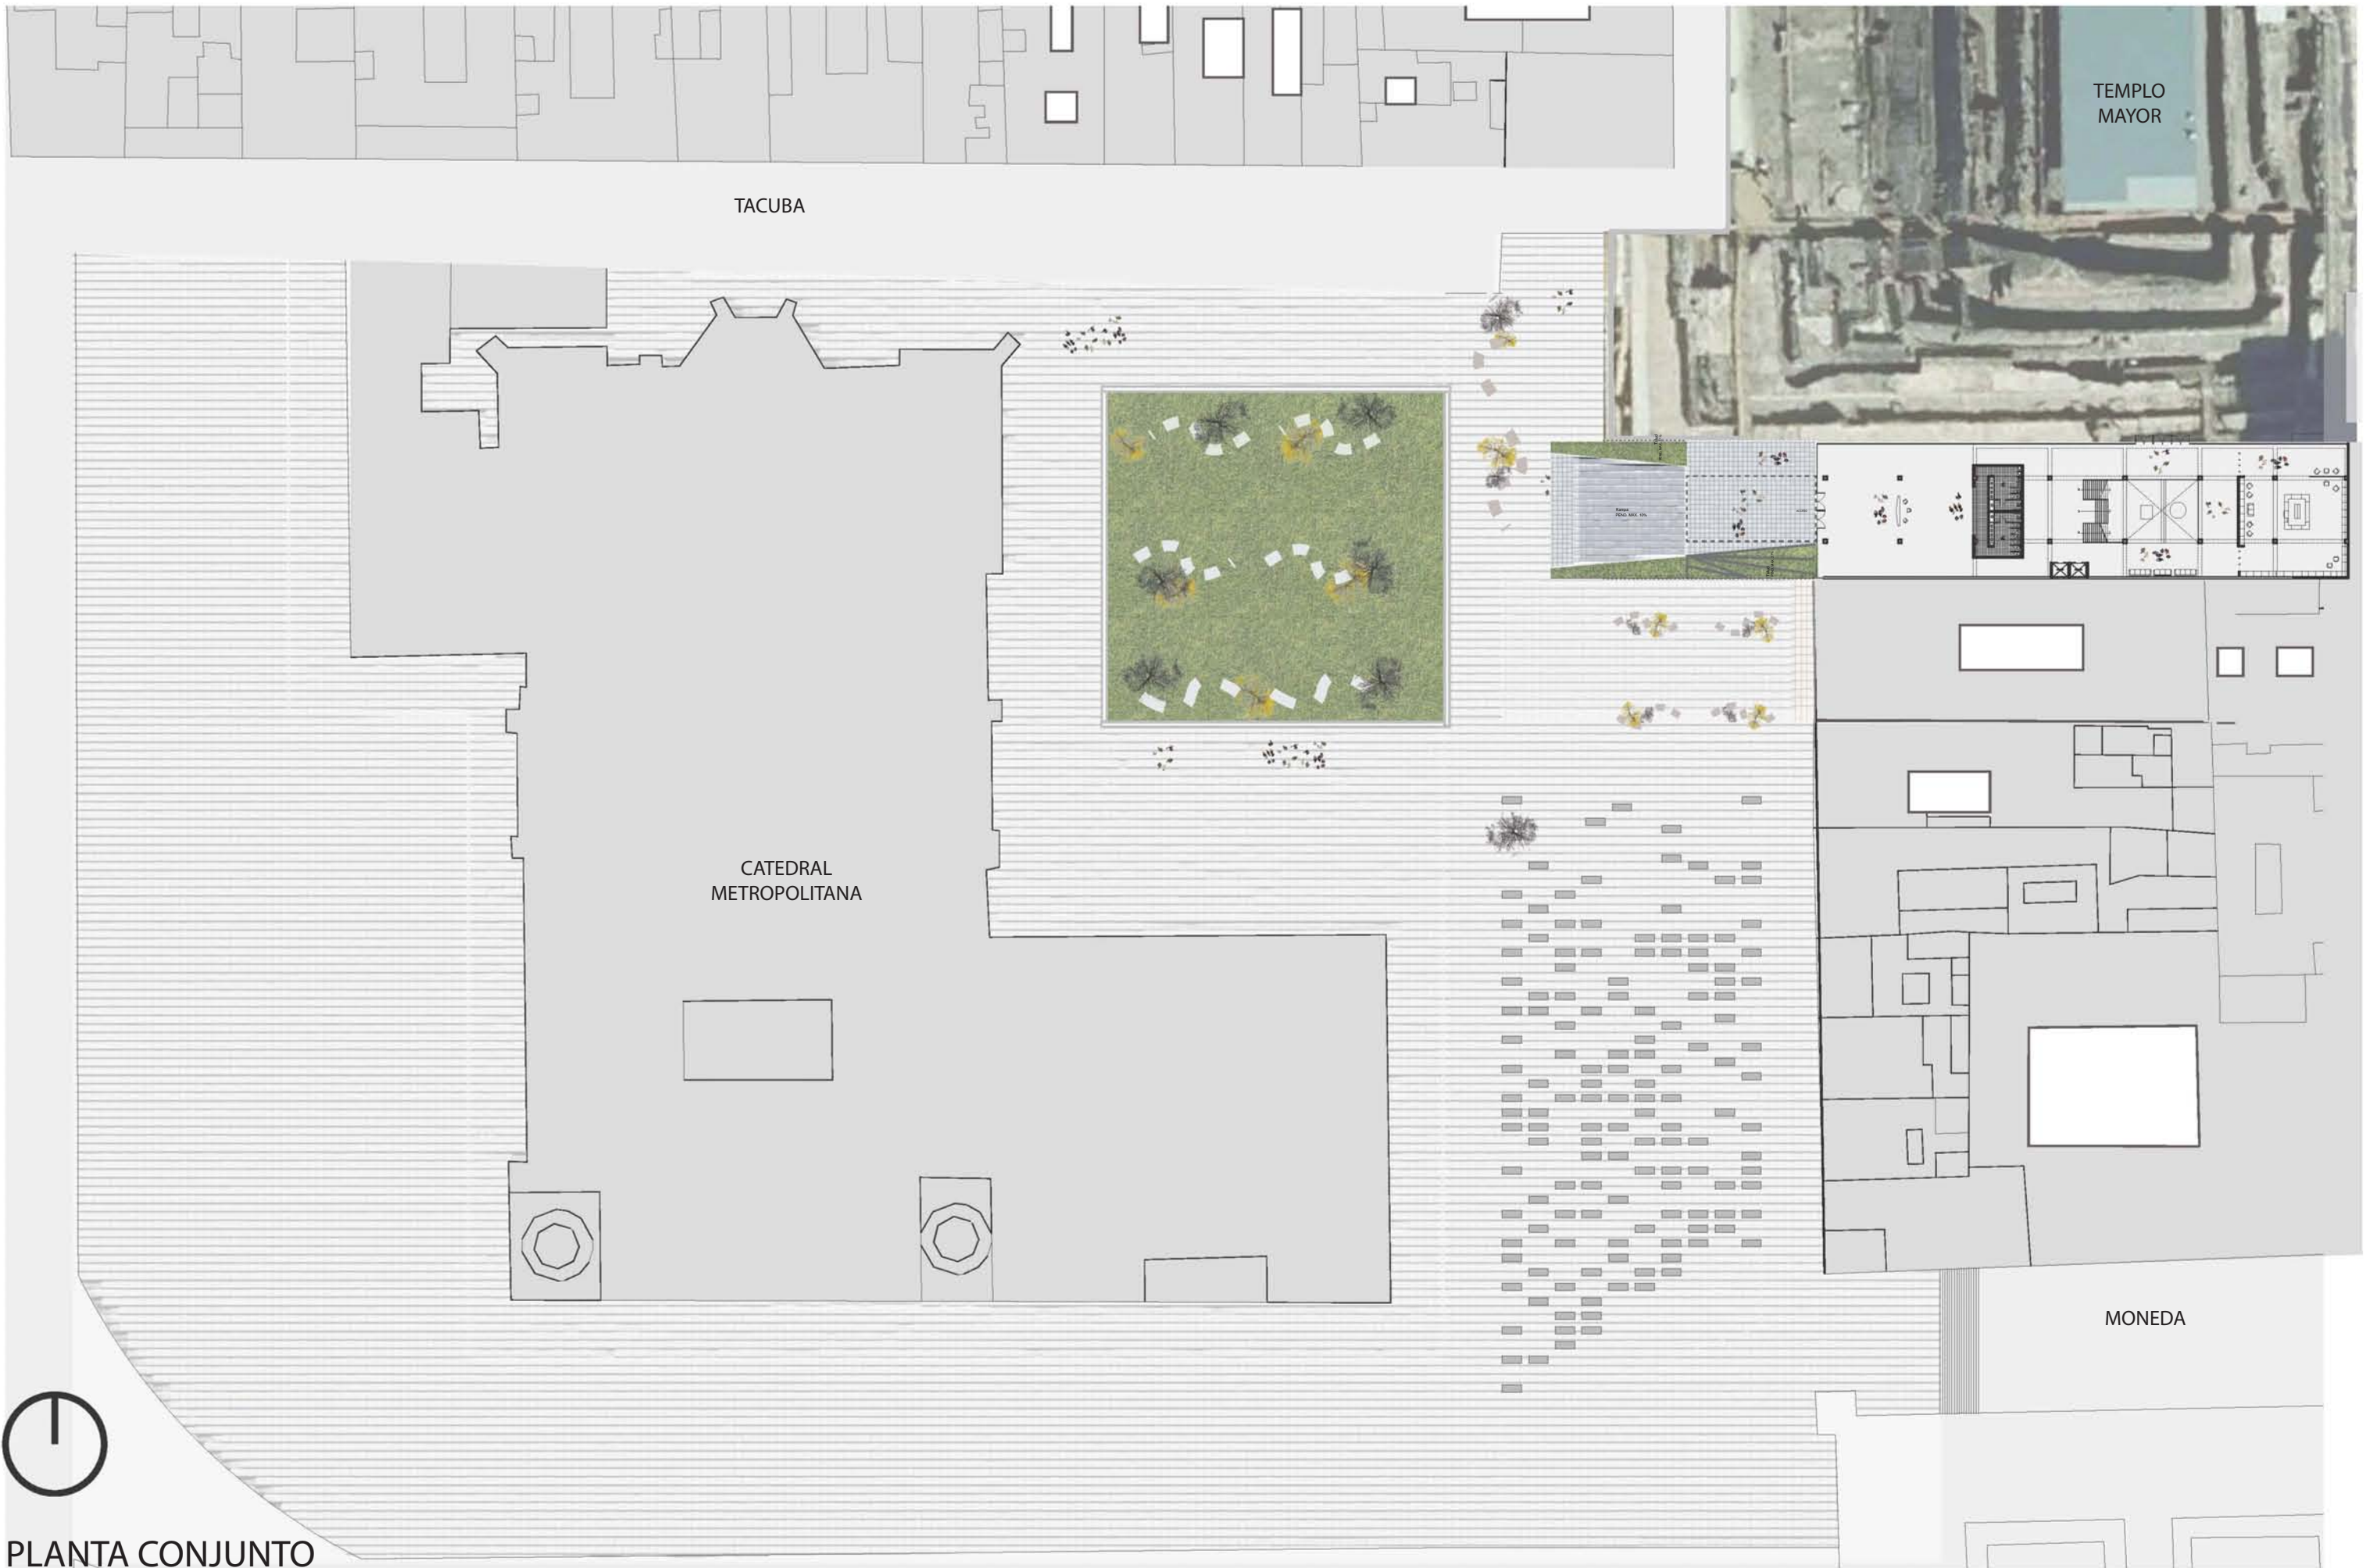 TEMPLO
MAYOR
TACUBA
CATEDRAL
METROPOLITANA
MONEDA
PLANTA CONJUNTO